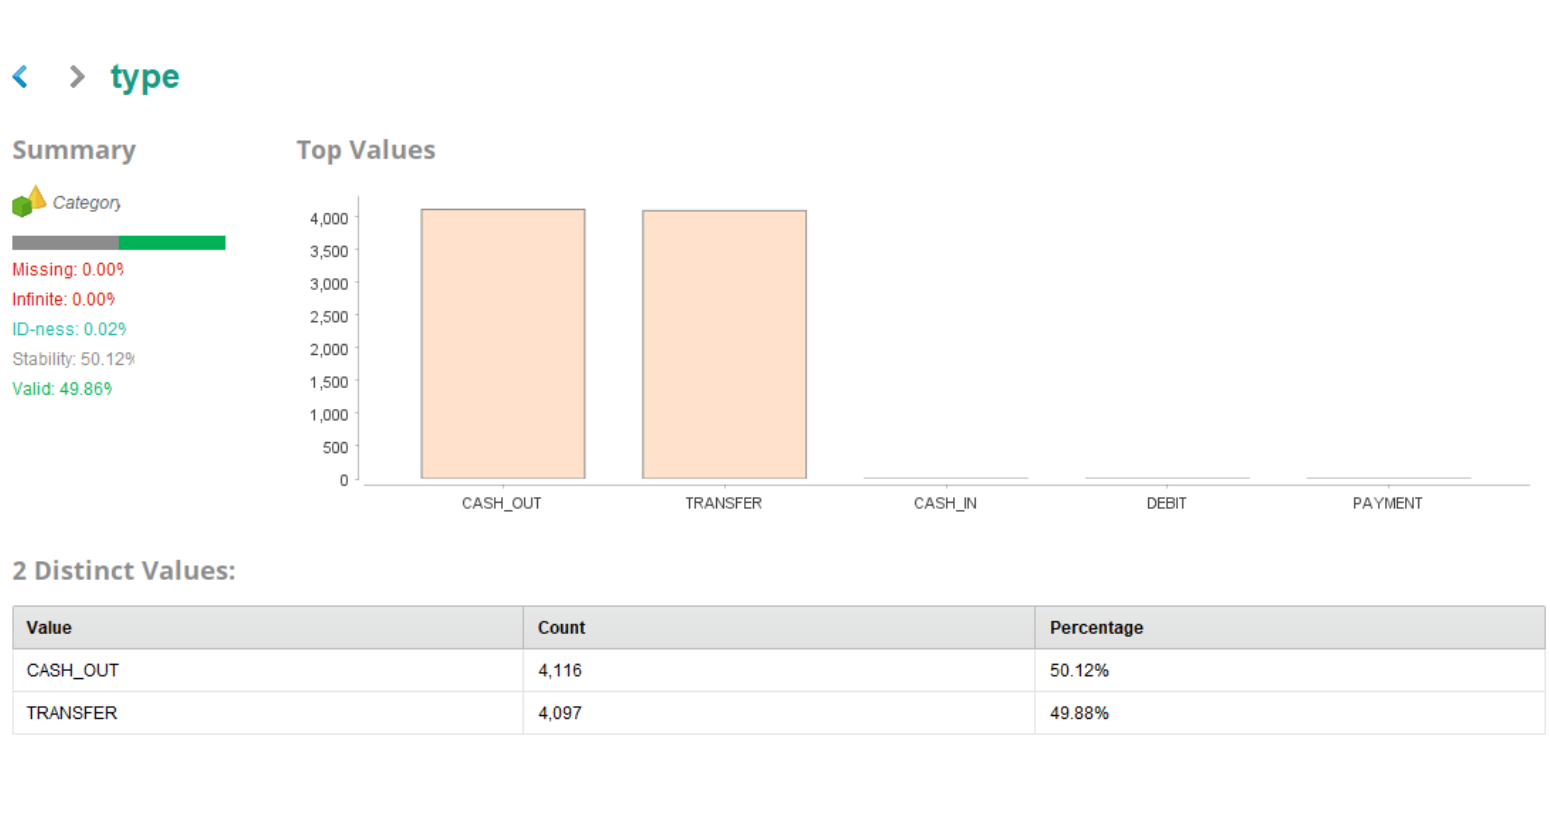 type
Summary
Category
Missing: 0.00%
Infinite: 0.00%
ID-ness: 0.02%
Stability: 50.12%
Valid: 49.86%
Top Values
4,000
3,500
3,000
2,500
2,000
1,500
1,000
500
0
CASH_OUT TRANSFER CASH_IN DEBIT PAYMENT
2 Distinct Values:
Value Count Percentage
CASH_OUT 4,116 50.12%
TRANSFER 4,097 49.88%